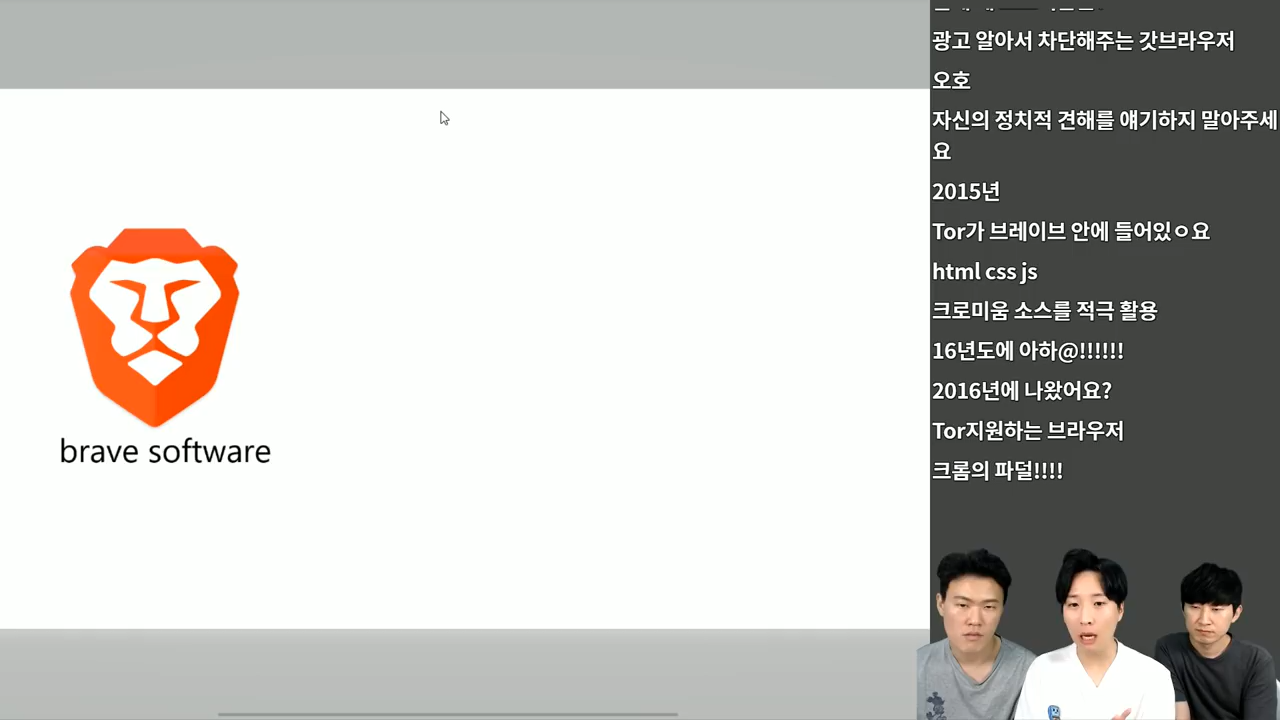 brave software
광고 알아서 차단해주는 갓브라우저
오호
자신의 정치적 견해를 얘기하지 말아주세
요
2015년
Tor가 브레이브 안에 들어있ㅇ요
html css js
크로미움 소스를 적극 활용
16년도에 아하@!!!!!!
2016년에 나왔어요?
Tor지원하는 브라우저
크롬의 파덜!!!!